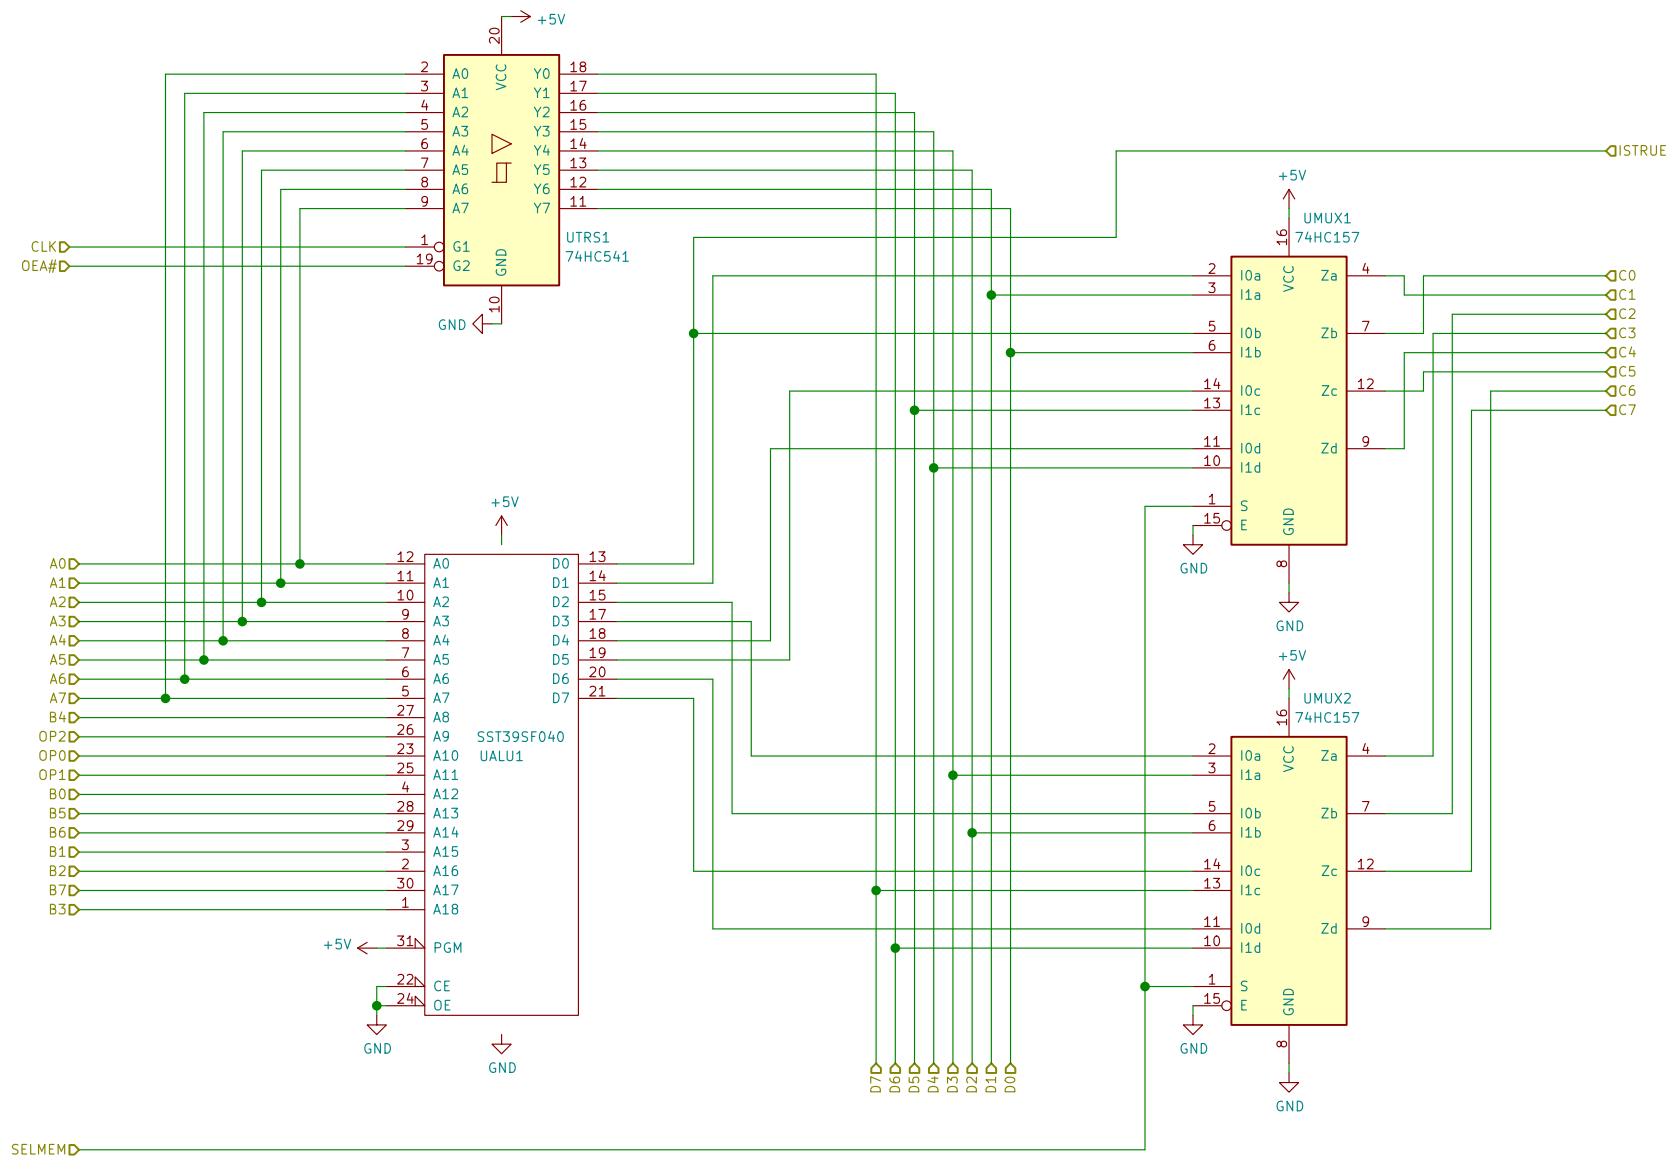 20
+5V
2 A0 VCC Y0 18
3 A1 Y1 17
4 A2 Y2 16
5 A3 Y3 15
6 A4 Y4 14
7 A5 Y5 13
8 A6 Y6 12
9 A7 Y7 11
CLK 1 G1
OEA# 19 G2 GND
UTRS1
74HC541
10
GND
ISTRUE
+5V
UMUX1
74HC157
16
2 I0a VCC Za 4
3 I1a
5 I0b Zb 7
6 I1b
14 I0c Zc 12
13 I1c
11 I0d Zd 9
10 I1d
1 S
15 E GND
GND
8
GND
C0
C1
C2
C3
C4
C5
C6
C7
+5V
A0 12 A0 D0 13
A1 11 A1 D1 14
A2 10 A2 D2 15
A3 9 A3 D3 17
A4 8 A4 D4 18
A5 7 A5 D5 19
A6 6 A6 D6 20
A7 5 A7 D7 21
B4 27 A8
OP2 26 A9 SST39SF040
OP0 23 A10 UALU1
OP1 25 A11
B0 4 A12
B5 28 A13
B6 29 A14
B1 3 A15
B2 2 A16
B7 30 A17
B3 1 A18
+5V 31 PGM
22 CE
24 OE
GND
GND
+5V
UMUX2
74HC157
16
2 I0a VCC Za 4
3 I1a
5 I0b Zb 7
6 I1b
14 I0c Zc 12
13 I1c
11 I0d Zd 9
10 I1d
1 S
15 E GND
GND
8
GND
D7 D6 D5 D4 D3 D2 D1 D0
SELMEM